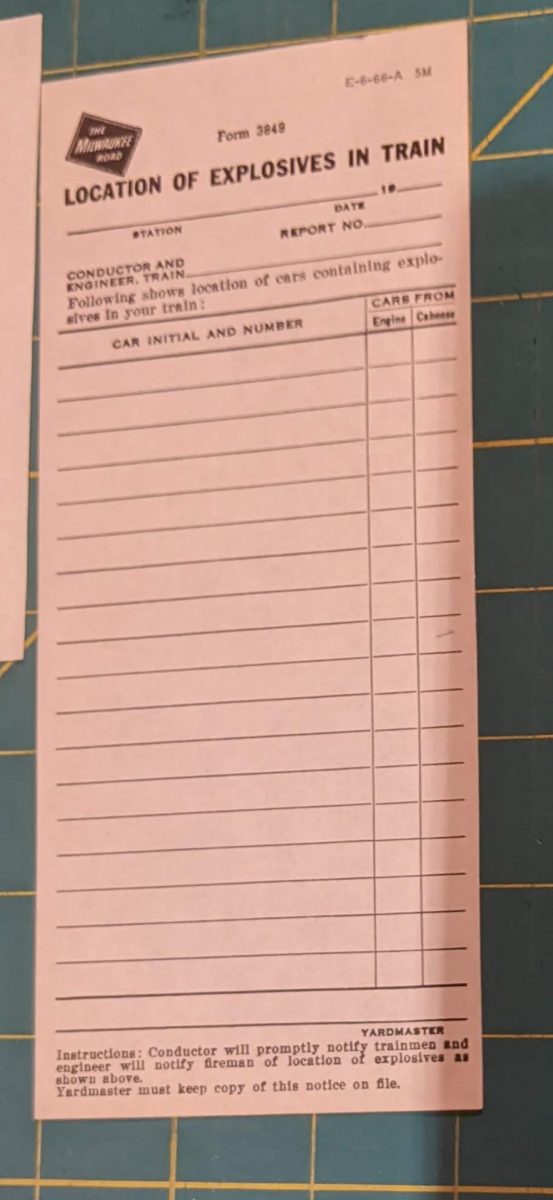 E-6-66-A 5M
THE
MILWAUKEE
ROAD
Form 3849
LOCATION OF EXPLOSIVES IN TRAIN
19
STATION
DATE
REPORT NO.
CONDUCTOR AND
ENGINEER, TRAIN
Following shows location of cars containing explo-
sives in your train:
CAR INITIAL AND NUMBER
CARS FROM
Engine Caboose
YARDMASTER
Instructions: Conductor will promptly notify trainmen and
engineer will notify fireman of location of explosives as
shown above.
Yardmaster must keep copy of this notice on file.